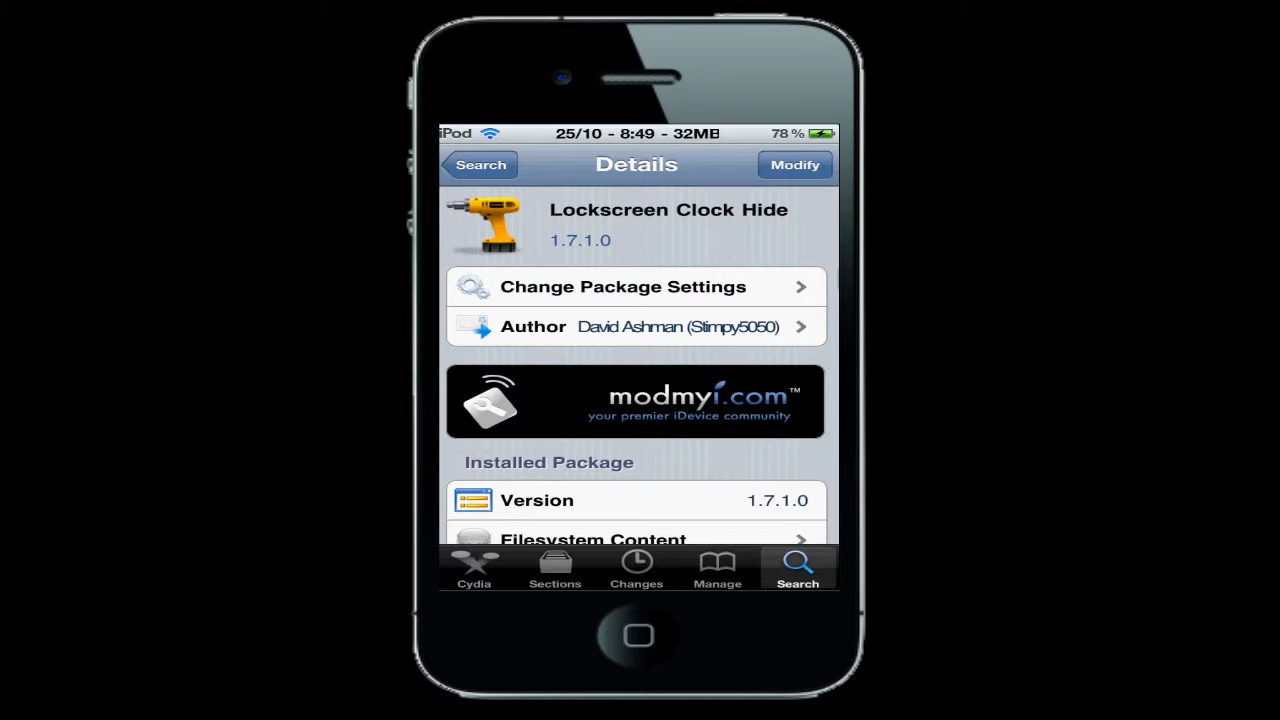 iPod 25/10 - 8:49 - 32MB 78 %
Search Details Modify
Lockscreen Clock Hide
1.7.1.0
Change Package Settings
Author David Ashman (Stimpy5050)
modmyi.com™
your premier iDevice community
Installed Package
Version 1.7.1.0
Filesystem Content
Cydia Sections Changes Manage Search